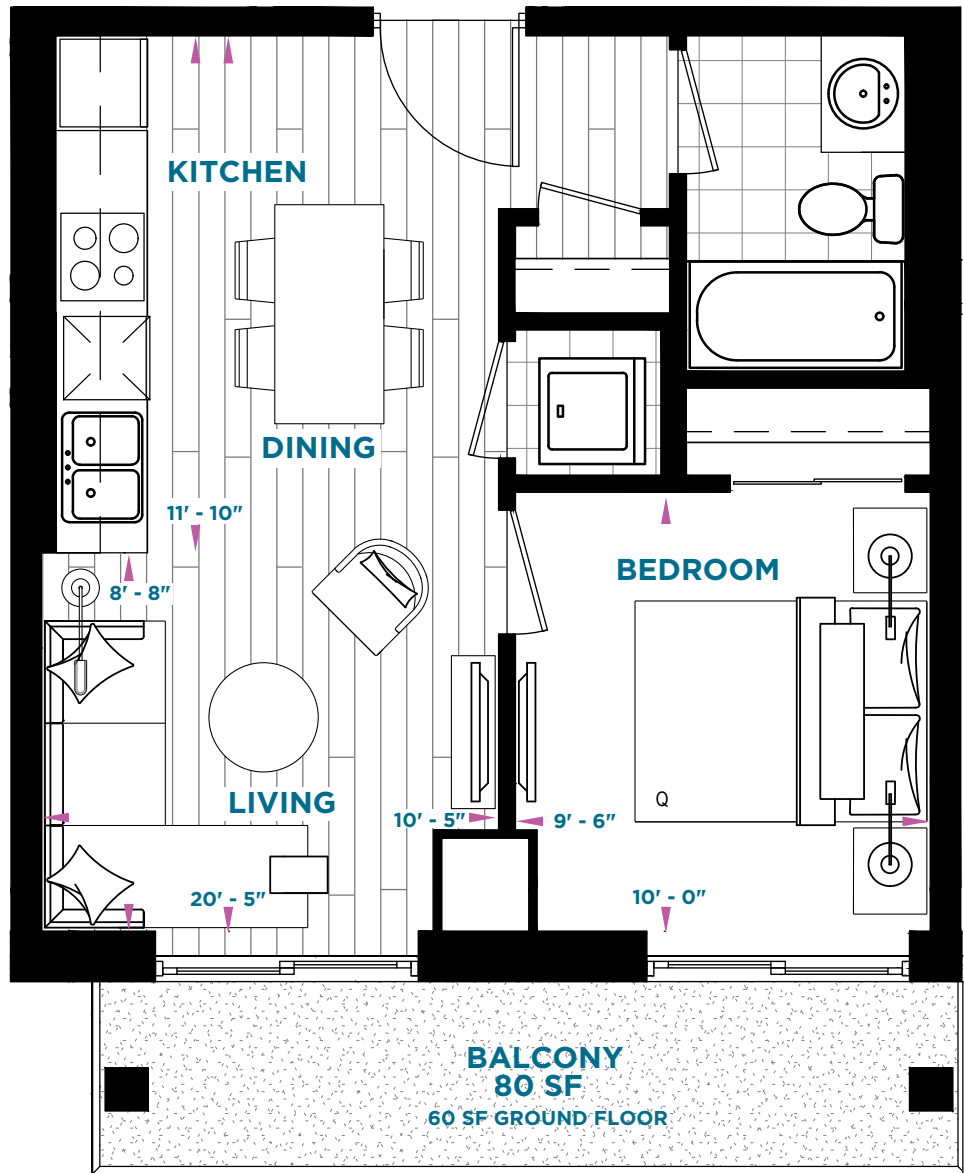 KITCHEN
DINING
11' - 10"
8' - 8"
BEDROOM
Q
LIVING
10' - 5"
9' - 6"
20' - 5"
10' - 0"
BALCONY
80 SF
60 SF GROUND FLOOR